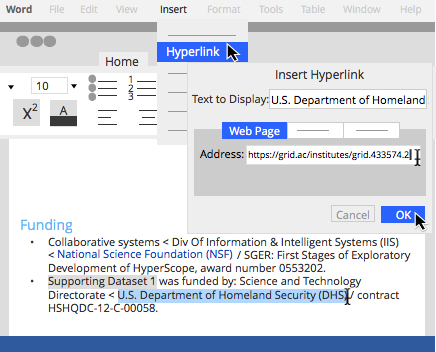 Word File Edit View Insert Format Tools Table Window Help
Hyperlink
Home
Insert Hyperlink
10
1
2
3
Text to Display: U.S. Department of Homeland
X2
A
Web Page
Address: https://grid.ac/institutes/grid.433574.2
Cancel OK
Funding
• Collaborative systems < Div Of Information & Intelligent Systems (IIS)
< National Science Foundation (NSF) / SGER: First Stages of Exploratory
Development of HyperScope, award number 0553202.
• Supporting Dataset 1 was funded by: Science and Technology
Directorate < U.S. Department of Homeland Security (DHS) / contract
HSHQDC-12-C-00058.